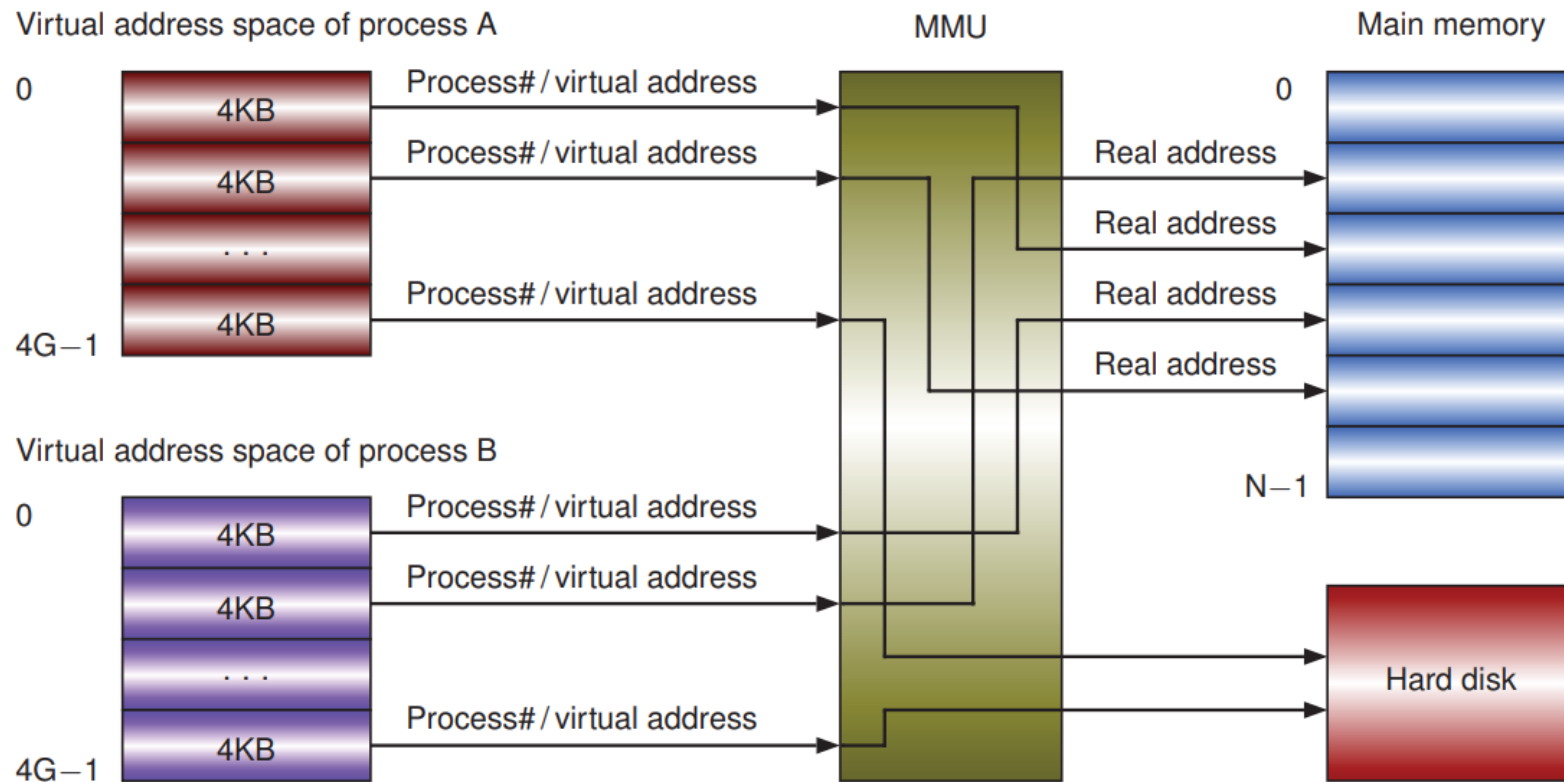 Virtual address space of process A
MMU
Main memory
0
4KB
Process# / virtual address
0
4KB
Process# / virtual address
Real address
. . .
Real address
4KB
Process# / virtual address
Real address
4G−1
Real address
Virtual address space of process B
N−1
0
4KB
Process# / virtual address
4KB
Process# / virtual address
. . .
Hard disk
4KB
Process# / virtual address
4G−1